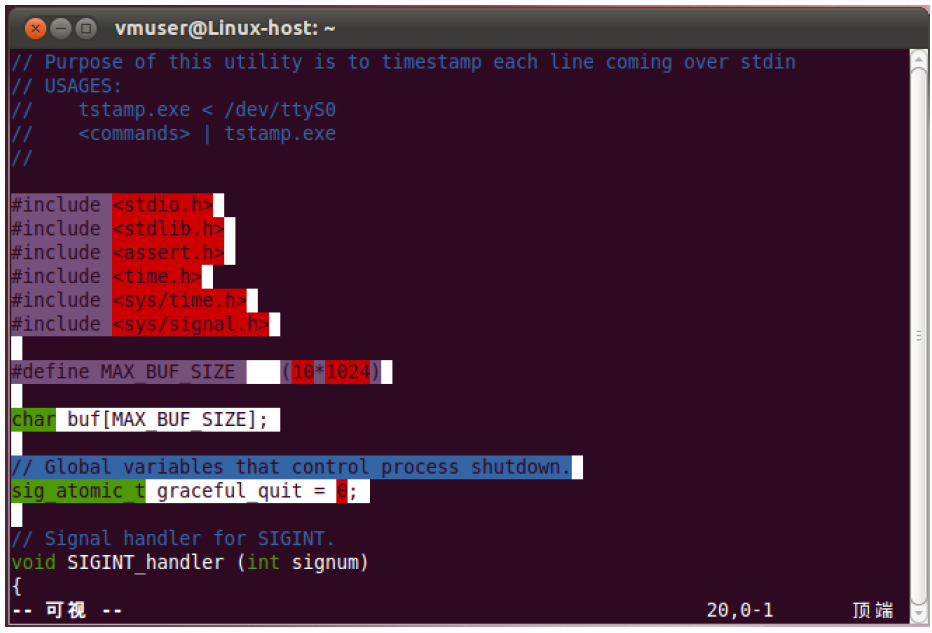 vmuser@Linux-host: ~
// Purpose of this utility is to timestamp each line coming over stdin
// USAGES:
//    tstamp.exe < /dev/ttyS0
//    <commands> | tstamp.exe
//
#include <stdio.h>
#include <stdlib.h>
#include <assert.h>
#include <time.h>
#include <sys/time.h>
#include <sys/signal.h>
#define MAX_BUF_SIZE    (10*1024)
char buf[MAX_BUF_SIZE];
// Global variables that control process shutdown.
sig_atomic_t graceful_quit = 0;
// Signal handler for SIGINT.
void SIGINT_handler (int signum)
{
-- 可视 -- 20,0-1 顶端